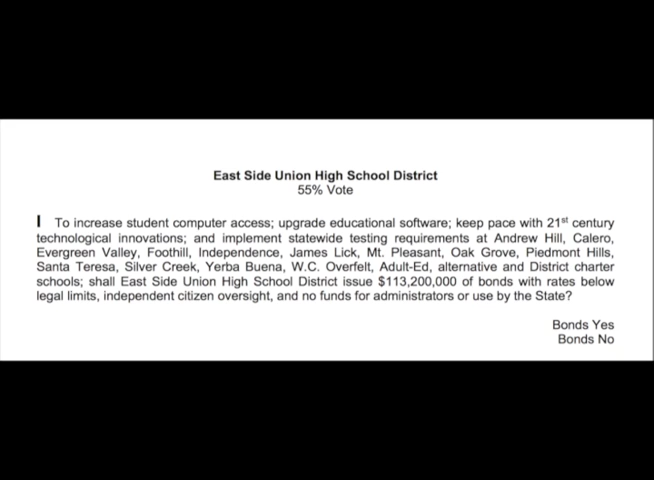 East Side Union High School District
55% Vote
I To increase student computer access; upgrade educational software; keep pace with 21st century
technological innovations; and implement statewide testing requirements at Andrew Hill, Calero,
Evergreen Valley, Foothill, Independence, James Lick, Mt. Pleasant, Oak Grove, Piedmont Hills,
Santa Teresa, Silver Creek, Yerba Buena, W.C. Overfelt, Adult-Ed, alternative and District charter
schools; shall East Side Union High School District issue $113,200,000 of bonds with rates below
legal limits, independent citizen oversight, and no funds for administrators or use by the State?
Bonds Yes
Bonds No